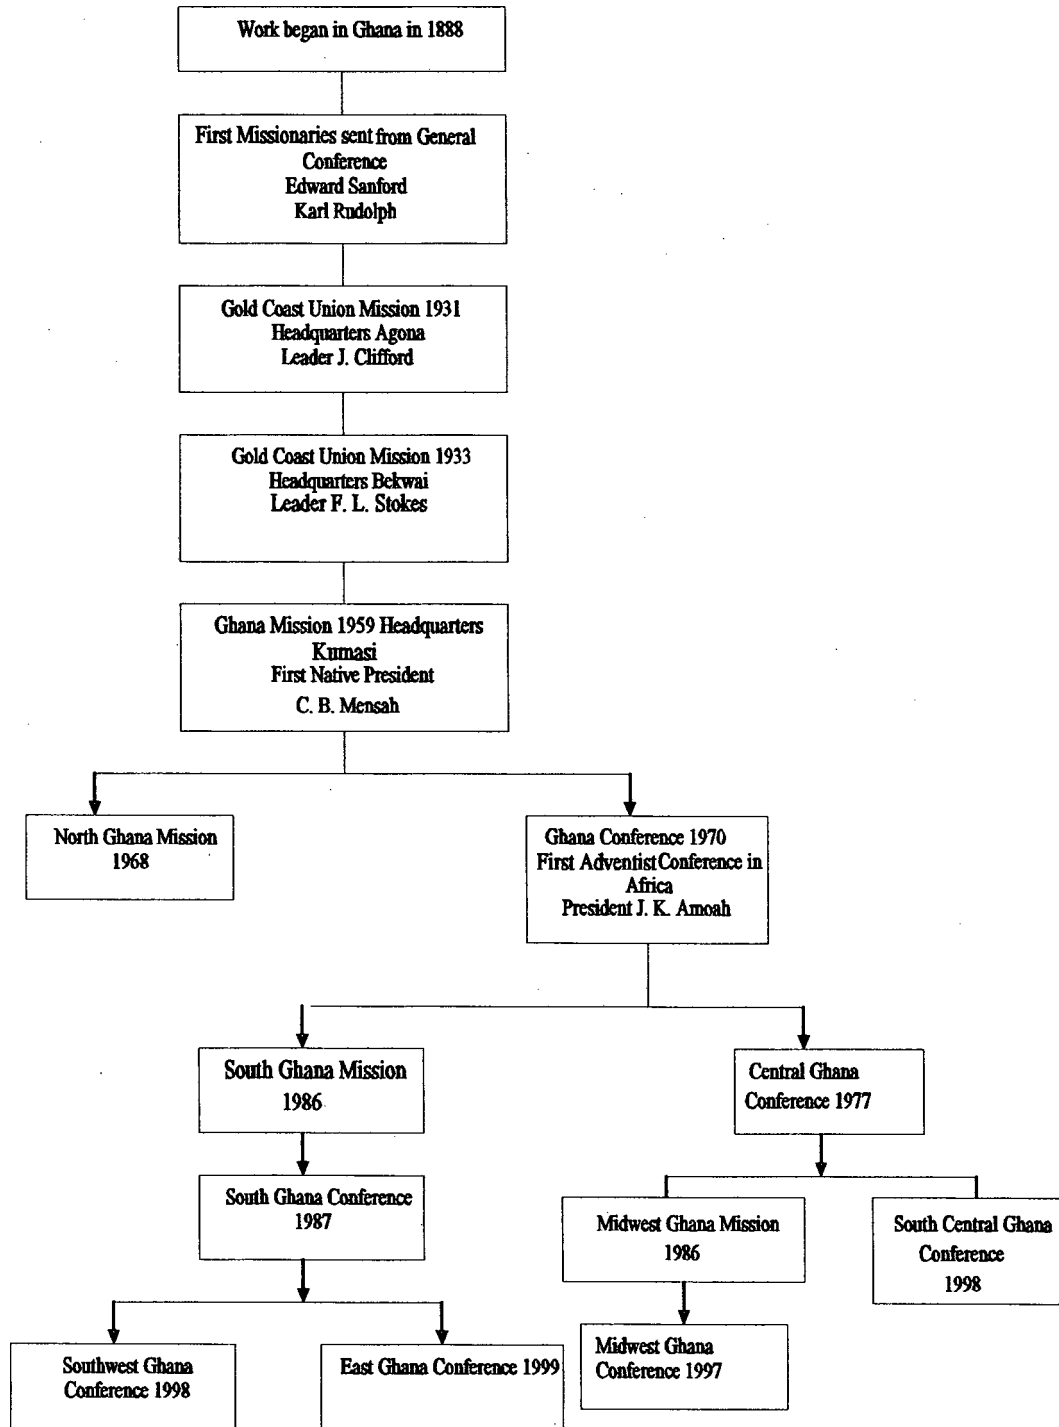 Work began in Ghana in 1888
First Missionaries sent from General
Conference
Edward Sanford
Karl Rudolph
Gold Coast Union Mission 1931
Headquarters Agona
Leader J. Clifford
Gold Coast Union Mission 1933
Headquarters Bekwai
Leader F. L. Stokes
Ghana Mission 1959 Headquarters
Kumasi
First Native President
C. B. Mensah
North Ghana Mission
1968
Ghana Conference 1970
First Adventist Conference in
Africa
President J. K. Amoah
South Ghana Mission
1986
Central Ghana
Conference 1977
South Ghana Conference
1987
Midwest Ghana Mission
1986
South Central Ghana
Conference
1998
Southwest Ghana
Conference 1998
East Ghana Conference 1999
Midwest Ghana
Conference 1997